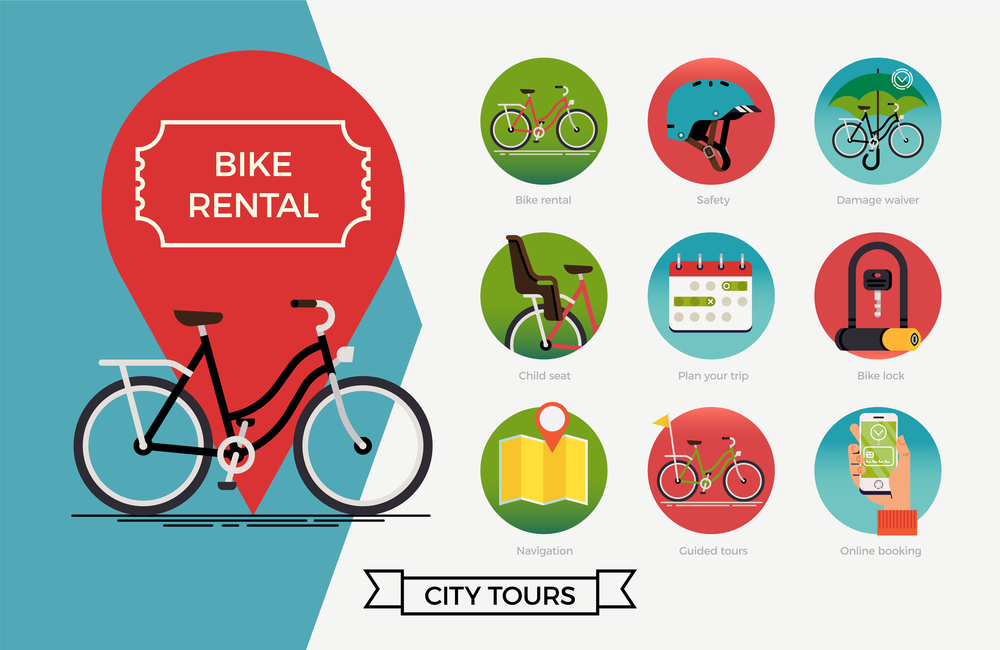 BIKE
RENTAL
Bike rental
Safety
Damage waiver
Child seat
Plan your trip
Bike lock
Navigation
Guided tours
Online booking
CITY TOURS